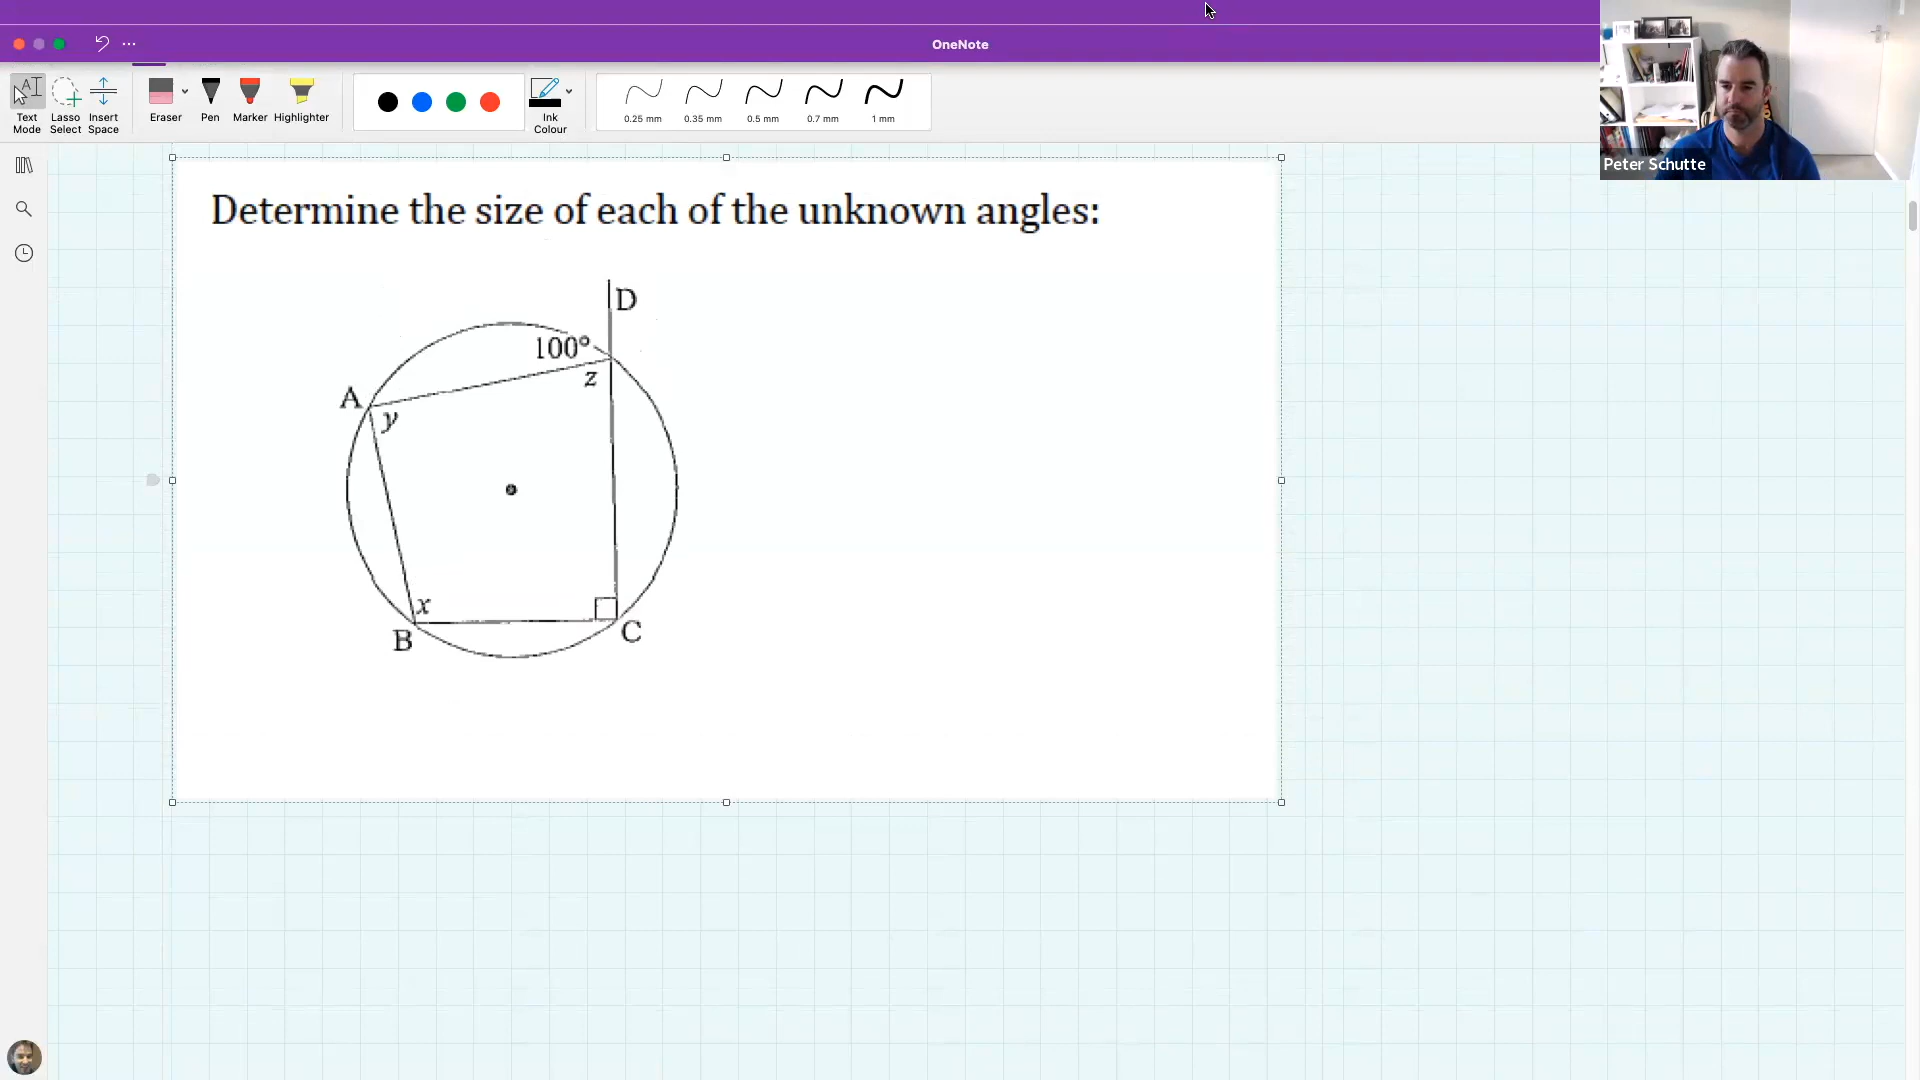 OneNote
Text Mode
Lasso Select
Insert Space
Eraser
Pen
Marker
Highlighter
Ink Colour
0.25 mm
0.35 mm
0.5 mm
0.7 mm
1 mm
Peter Schutte
Determine the size of each of the unknown angles:
D
100°
z
A
y
x
B
C